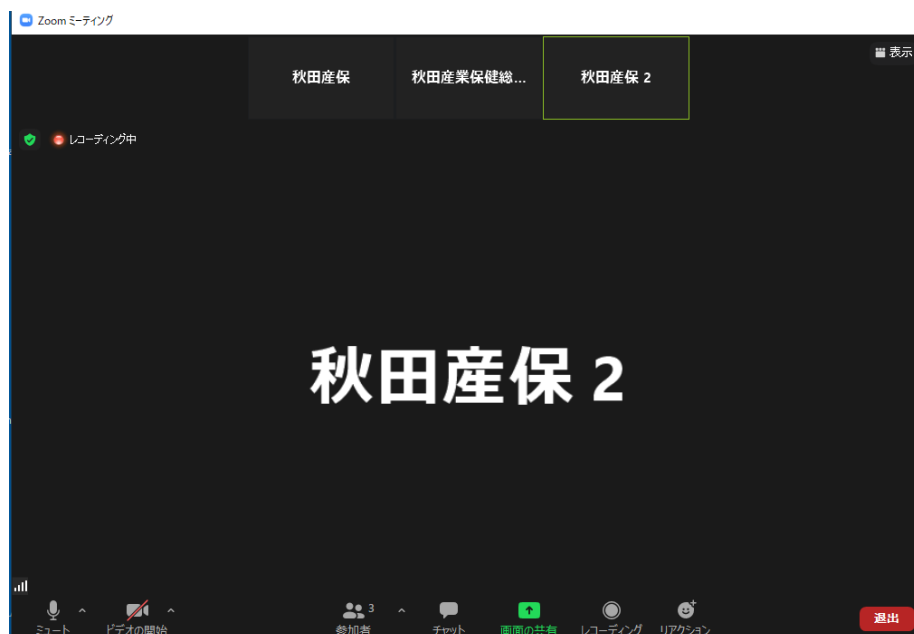 Zoom ミーティング
秋田産保
秋田産業保健総...
秋田産保 2
表示
レコーディング中
秋田産保 2
3
ミュート
ビデオの開始
参加者
チャット
画面の共有
レコーディング
リアクション
退出